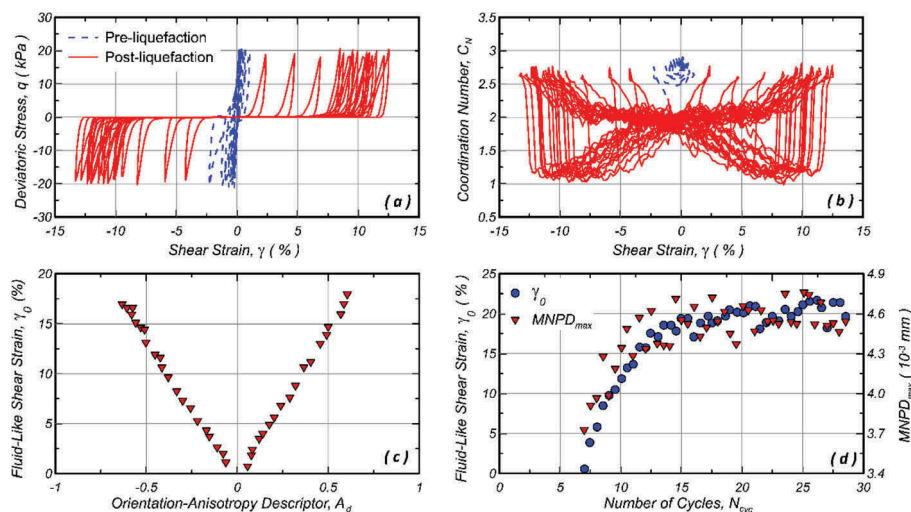 Pre-liquefaction
Post-liquefaction
Deviatoric Stress, q ( kPa )
30
20
10
0
-10
-20
-30
-15 -10 -5 0 5 10 15
Shear Strain, γ ( % )
( a )
Coordination Number, C_N
3.5
3
2.5
2
1.5
1
0.5
-15 -10 -5 0 5 10 15
Shear Strain, γ ( % )
( b )
Fluid-Like Shear Strain, γ_0 (%)
20
15
10
5
0
-1 -0.5 0 0.5 1
Orientation-Anisotropy Descriptor, A_d
( c )
Fluid-Like Shear Strain, γ_0 ( % )
25
20
15
10
5
0
γ_0
MNPD_max
0 5 10 15 20 25 30
Number of Cycles, N_cyc
( d )
4.9
4.6
4.3
4.0
3.7
3.4
MNPD_max ( 10⁻³ mm )